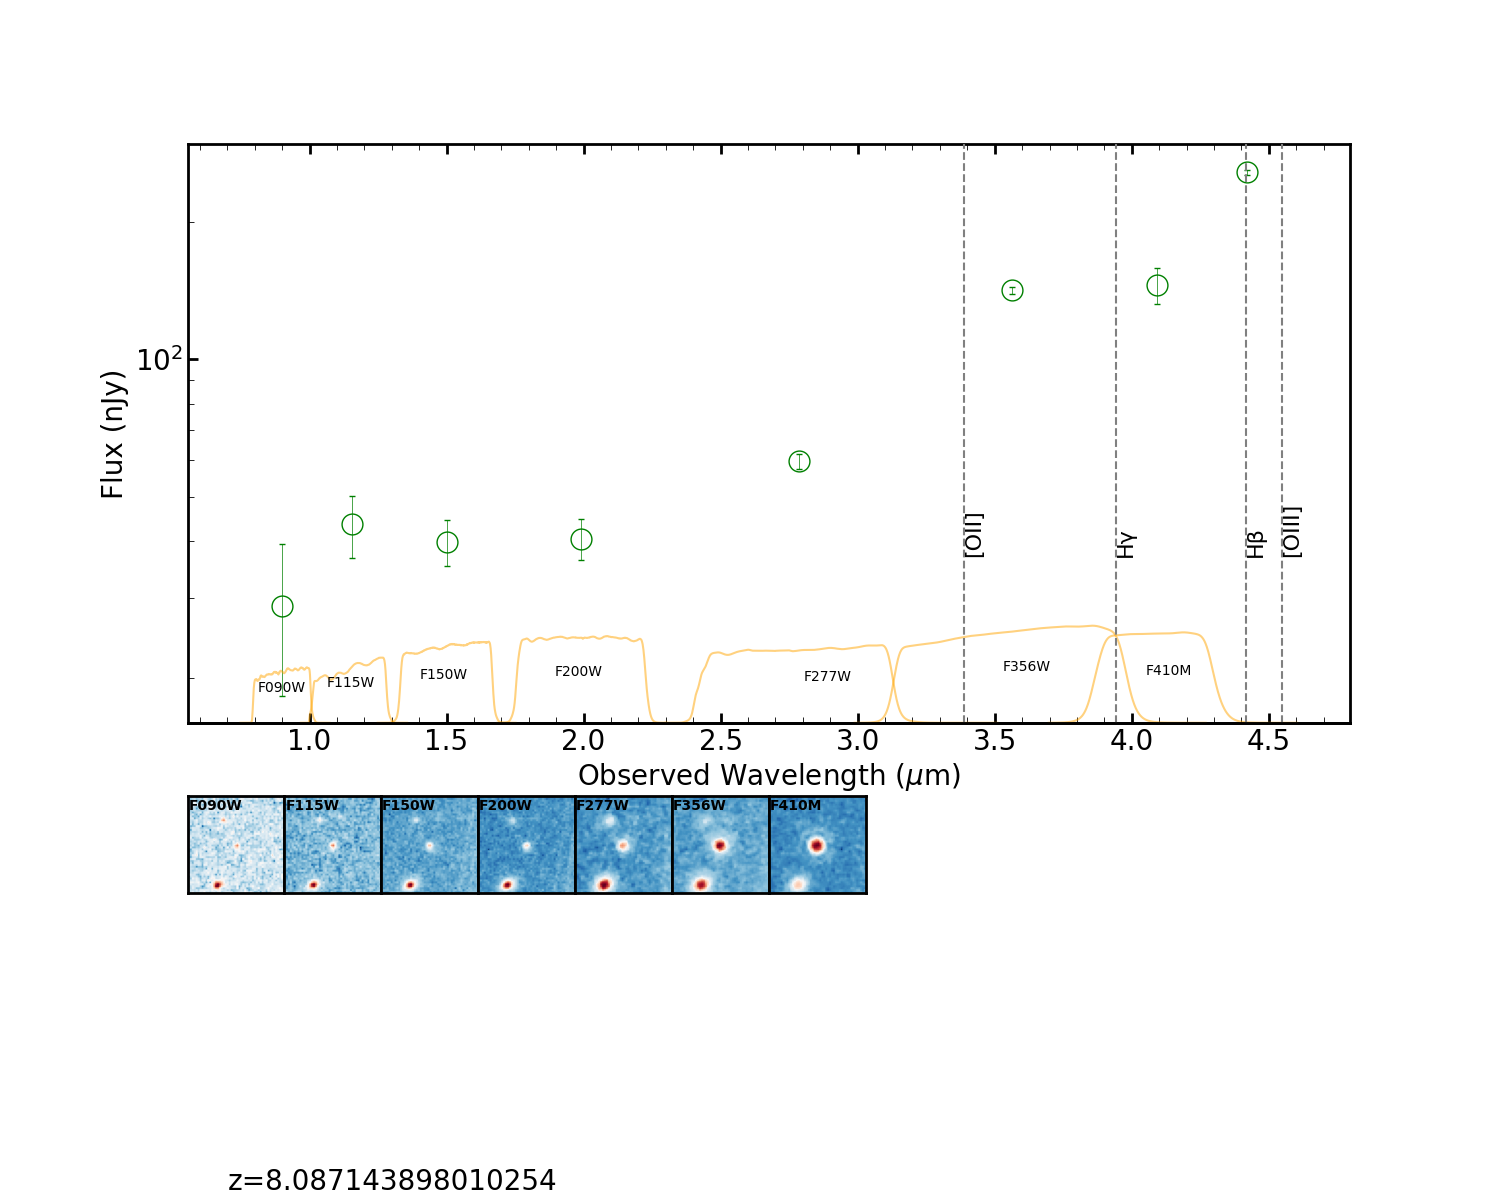 10²
Flux (nJy)
[OII]
Hγ
Hβ
[OIII]
F090W
F115W
F150W
F200W
F277W
F356W
F410M
1.0 1.5 2.0 2.5 3.0 3.5 4.0 4.5
Observed Wavelength (μm)
F090W F115W F150W F200W F277W F356W F410M
z=8.087143898010254